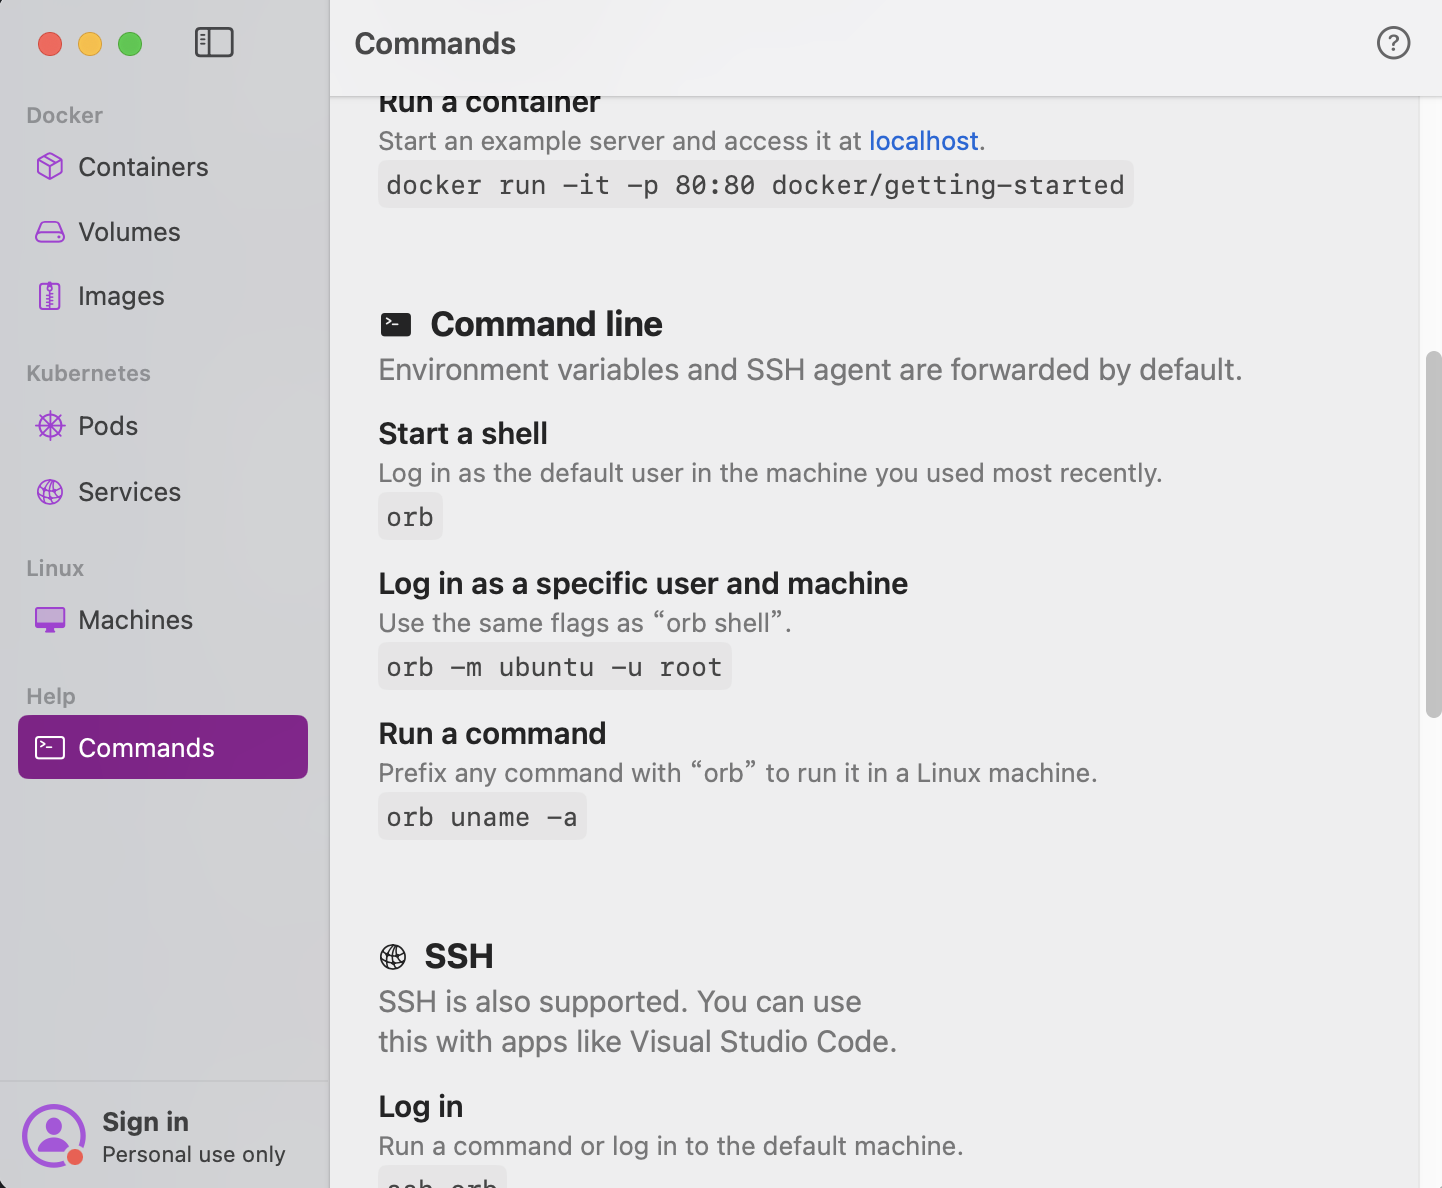 Commands
Docker
Containers
Volumes
Images
Kubernetes
Pods
Services
Linux
Machines
Help
Commands
Sign in
Personal use only
Run a container
Start an example server and access it at localhost.
docker run -it -p 80:80 docker/getting-started
Command line
Environment variables and SSH agent are forwarded by default.
Start a shell
Log in as the default user in the machine you used most recently.
orb
Log in as a specific user and machine
Use the same flags as “orb shell”.
orb -m ubuntu -u root
Run a command
Prefix any command with “orb” to run it in a Linux machine.
orb uname -a
SSH
SSH is also supported. You can use
this with apps like Visual Studio Code.
Log in
Run a command or log in to the default machine.
ssh orb